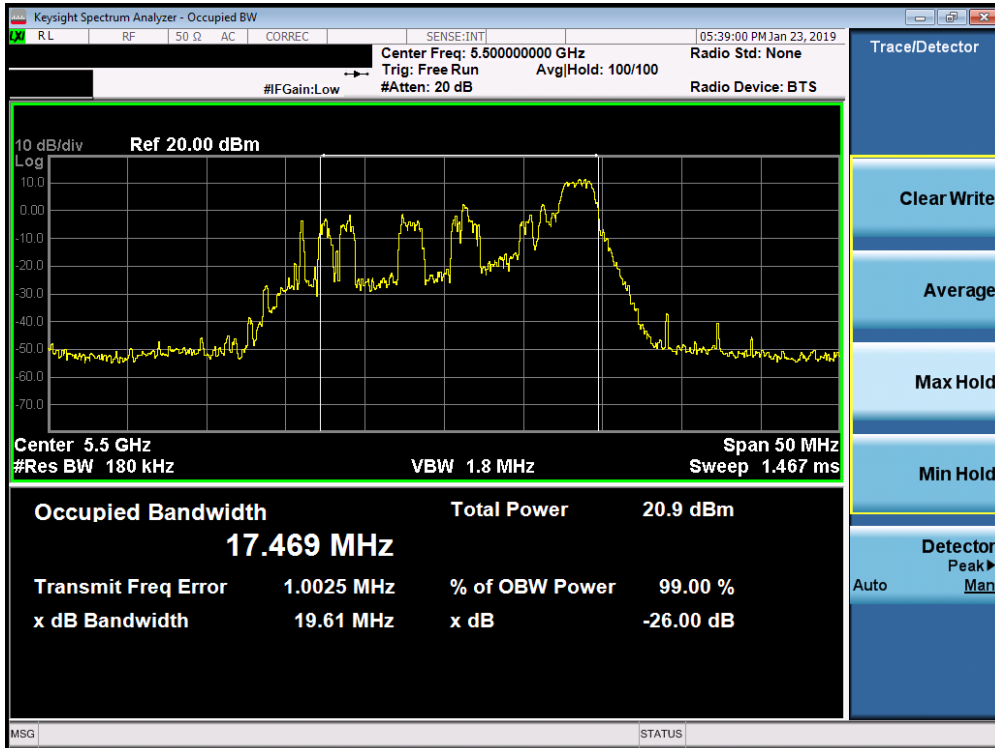 Keysight Spectrum Analyzer - Occupied BW
LXI RL RF 50 Ω AC CORREC SENSE:INT 05:39:00 PM Jan 23, 2019
Center Freq: 5.500000000 GHz Radio Std: None
Trig: Free Run Avg|Hold: 100/100
#IFGain:Low #Atten: 20 dB Radio Device: BTS
Trace/Detector
10 dB/div Ref 20.00 dBm
Log
10.0
0.00
-10.0
-20.0
-30.0
-40.0
-50.0
-60.0
-70.0
Center 5.5 GHz Span 50 MHz
#Res BW 180 kHz VBW 1.8 MHz Sweep 1.467 ms
Occupied Bandwidth Total Power 20.9 dBm
17.469 MHz
Transmit Freq Error 1.0025 MHz % of OBW Power 99.00 %
x dB Bandwidth 19.61 MHz x dB -26.00 dB
Clear Write
Average
Max Hold
Min Hold
Detector
Peak▶
Auto Man
MSG STATUS